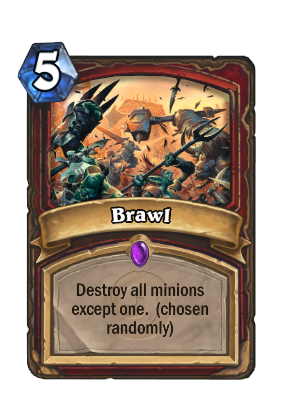 5
Brawl
Destroy all minions
except one.  (chosen
randomly)